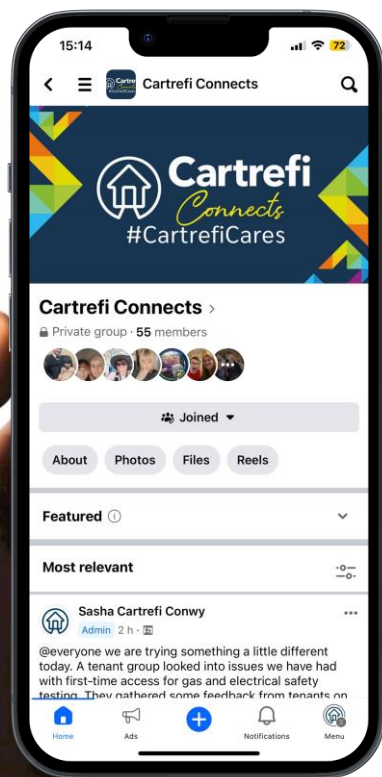 15:14
72
Cartrefi Connects
Cartrefi
Connects
#CartrefiCares
Cartrefi Connects
Private group · 55 members
Joined
About Photos Files Reels
Featured
Most relevant
Sasha Cartrefi Conwy
Admin 2 h ·
@everyone we are trying something a little different
today. A tenant group looked into issues we have had
with first-time access for gas and electrical safety
testing. They gathered some feedback from tenants on
Home Ads Notifications Menu